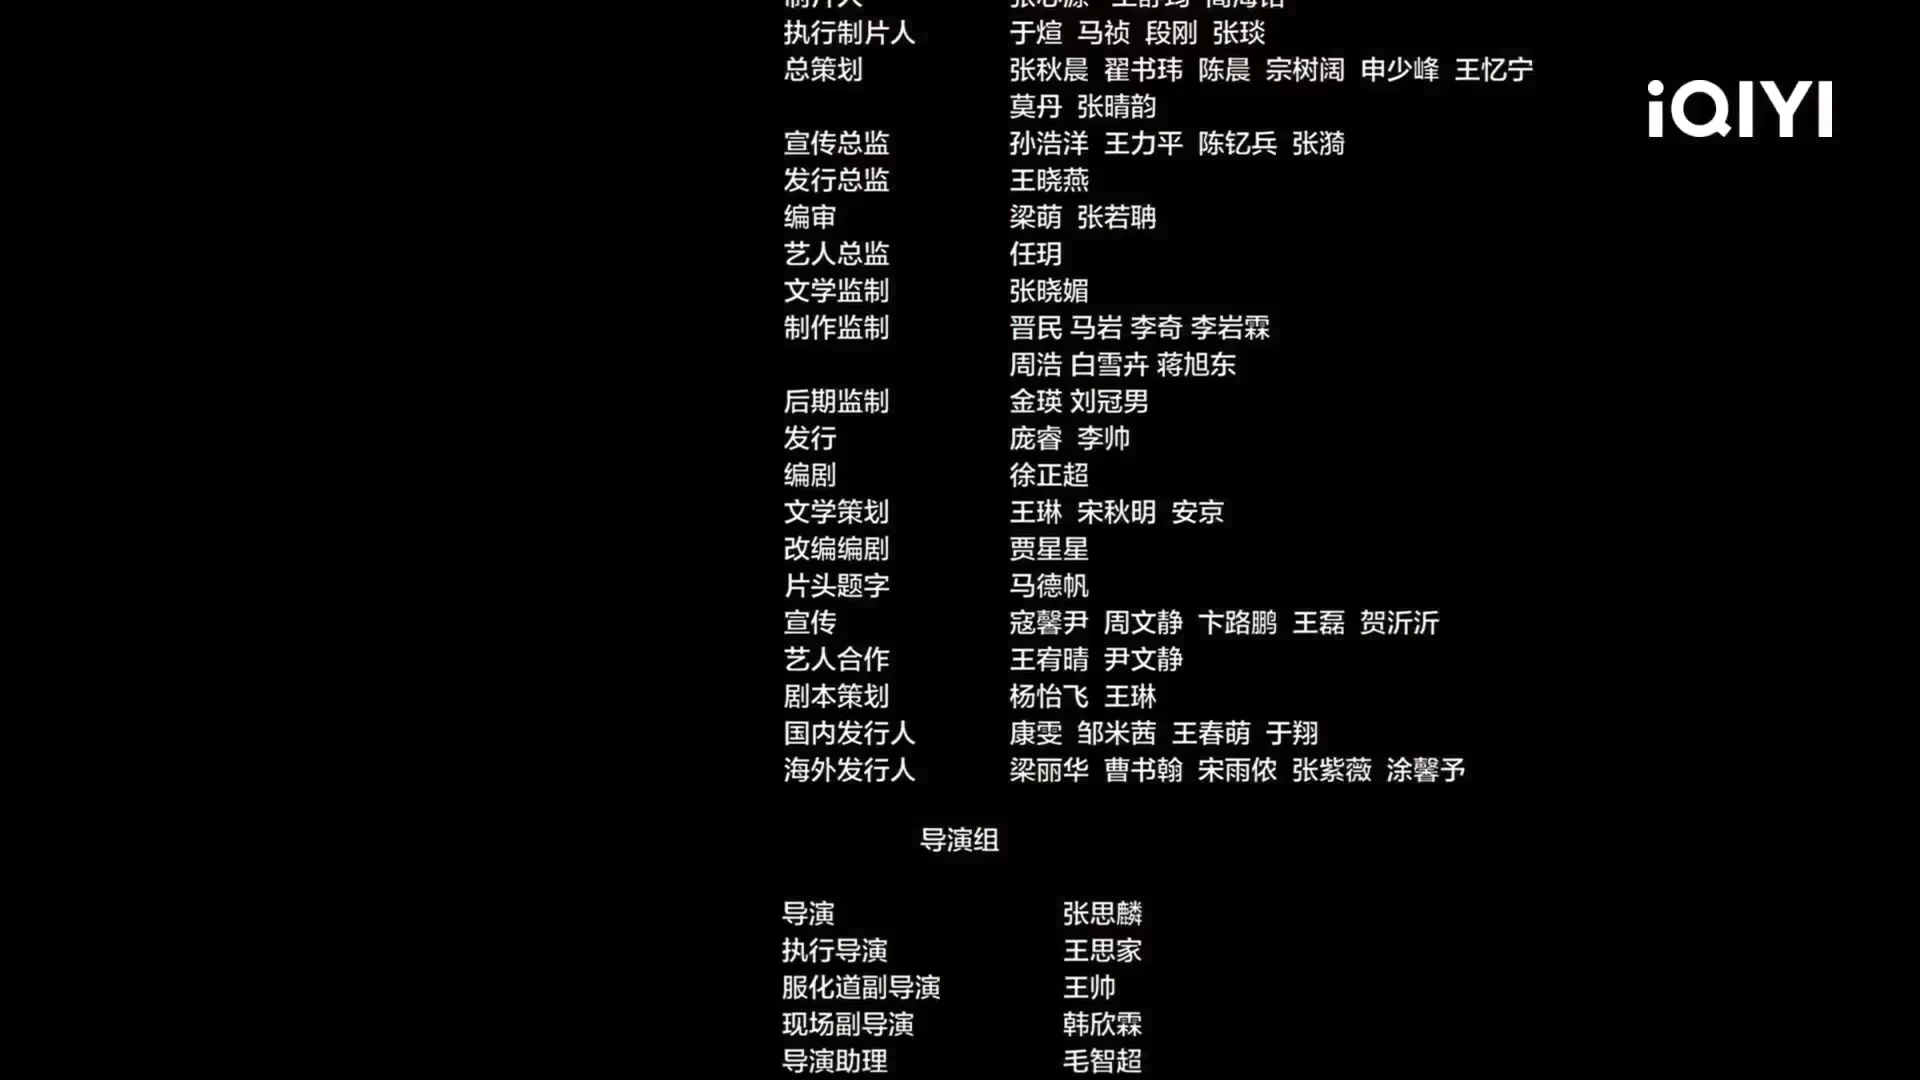 制片人
执行制片人 于煊 马祯 段刚 张琰
总策划 张秋晨 翟书玮 陈晨 宗树阔 申少峰 王忆宁
莫丹 张晴韵
iQIYI
宣传总监 孙浩洋 王力平 陈钇兵 张漪
发行总监 王晓燕
编审 梁萌 张若聃
艺人总监 任玥
文学监制 张晓媚
制作监制 晋民 马岩 李奇 李岩霖
周浩 白雪卉 蒋旭东
后期监制 金瑛 刘冠男
发行 庞睿 李帅
编剧 徐正超
文学策划 王琳 宋秋明 安京
改编编剧 贾星星
片头题字 马德帆
宣传 寇馨尹 周文静 卞路鹏 王磊 贺沂沂
艺人合作 王宥晴 尹文静
剧本策划 杨怡飞 王琳
国内发行人 康雯 邹米茜 王春萌 于翔
海外发行人 梁丽华 曹书翰 宋雨侬 张紫薇 涂馨予
导演组
导演 张思麟
执行导演 王思家
服化道副导演 王帅
现场副导演 韩欣霖
导演助理 毛智超